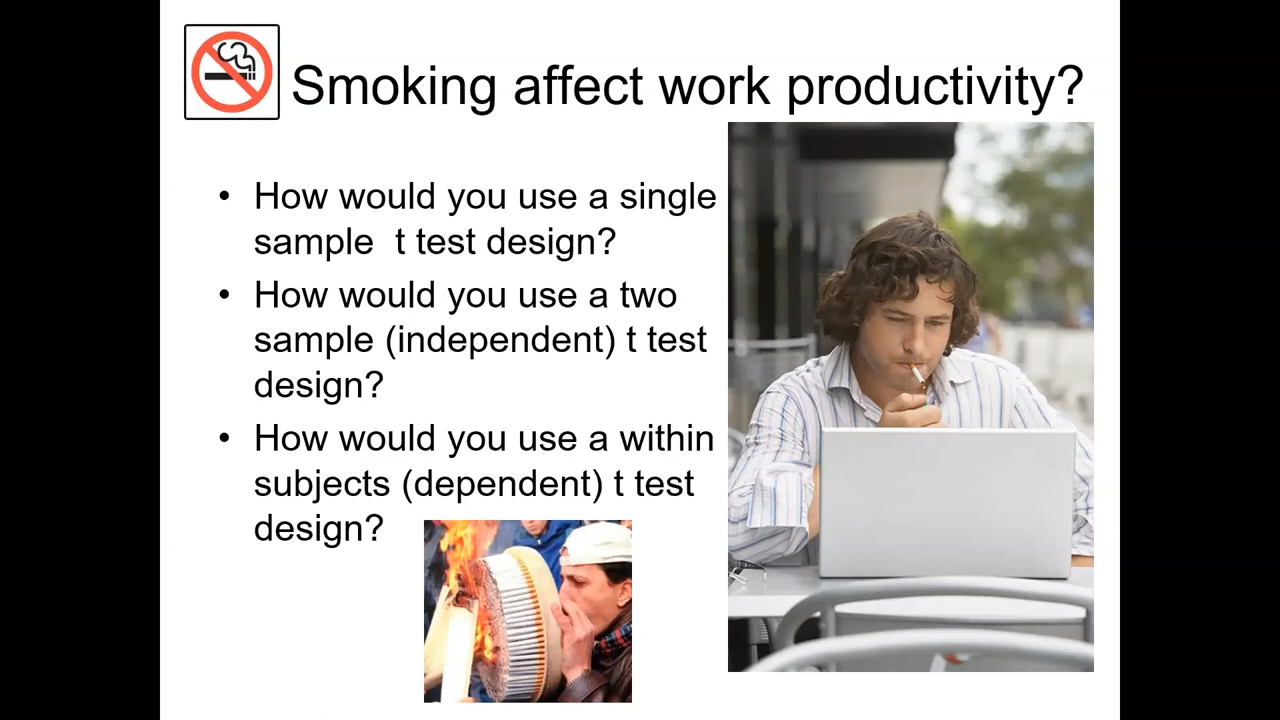 Smoking affect work productivity?
• How would you use a single
sample  t test design?
• How would you use a two
sample (independent) t test
design?
• How would you use a within
subjects (dependent) t test
design?